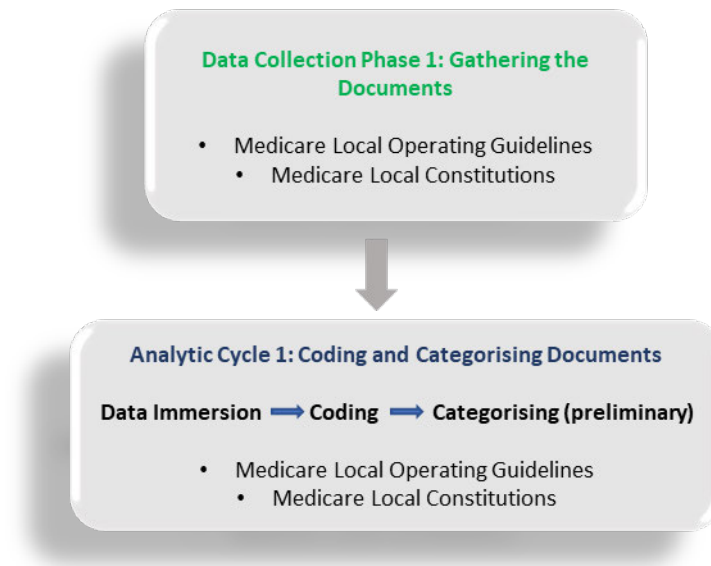 Data Collection Phase 1: Gathering the
Documents
• Medicare Local Operating Guidelines
• Medicare Local Constitutions
Analytic Cycle 1: Coding and Categorising Documents
Data Immersion Coding Categorising (preliminary)
• Medicare Local Operating Guidelines
• Medicare Local Constitutions